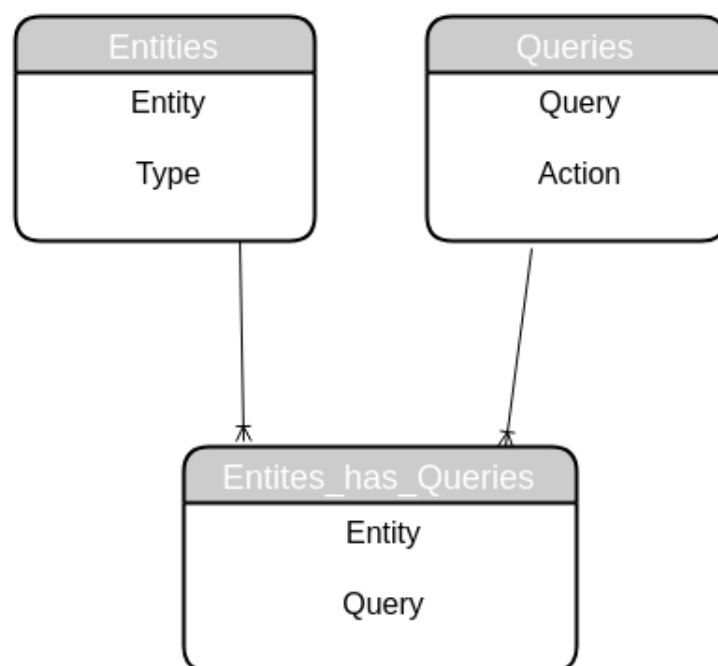 Entities
Entity
Type
Queries
Query
Action
Entites_has_Queries
Entity
Query